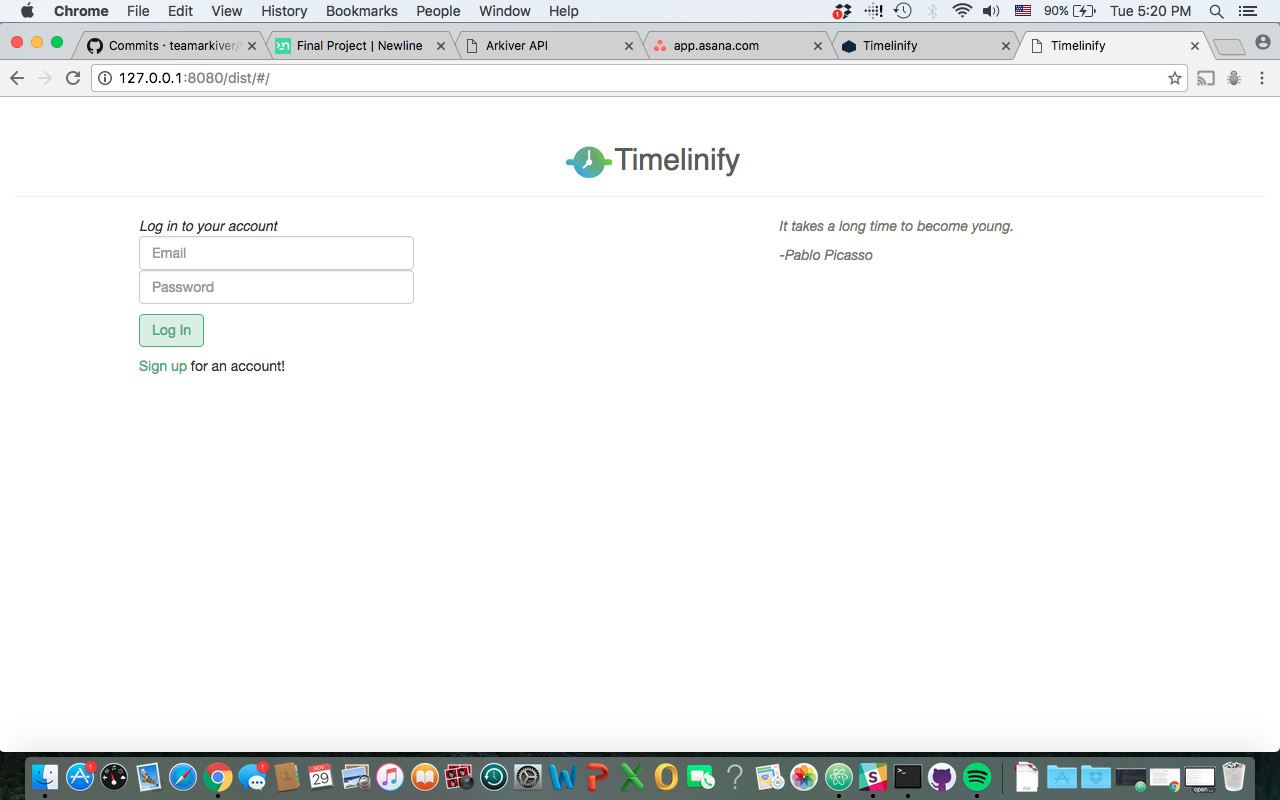 Chrome File Edit View History Bookmarks People Window Help 90% Tue 5:20 PM
Commits · teamarkiver/ Final Project | Newline Arkiver API app.asana.com Timelinify Timelinify
127.0.0.1:8080/dist/#/
Timelinify
Log in to your account
Email
Password
Log In
Sign up for an account!
It takes a long time to become young.
-Pablo Picasso
1 1 NOV 29